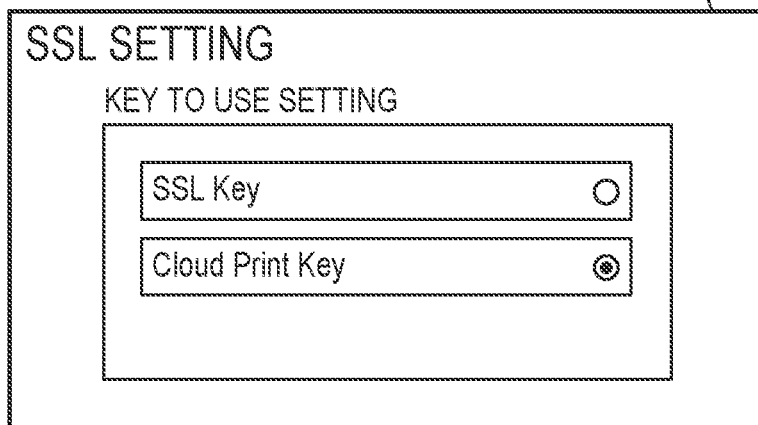 SSL SETTING
KEY TO USE SETTING
SSL Key
Cloud Print Key